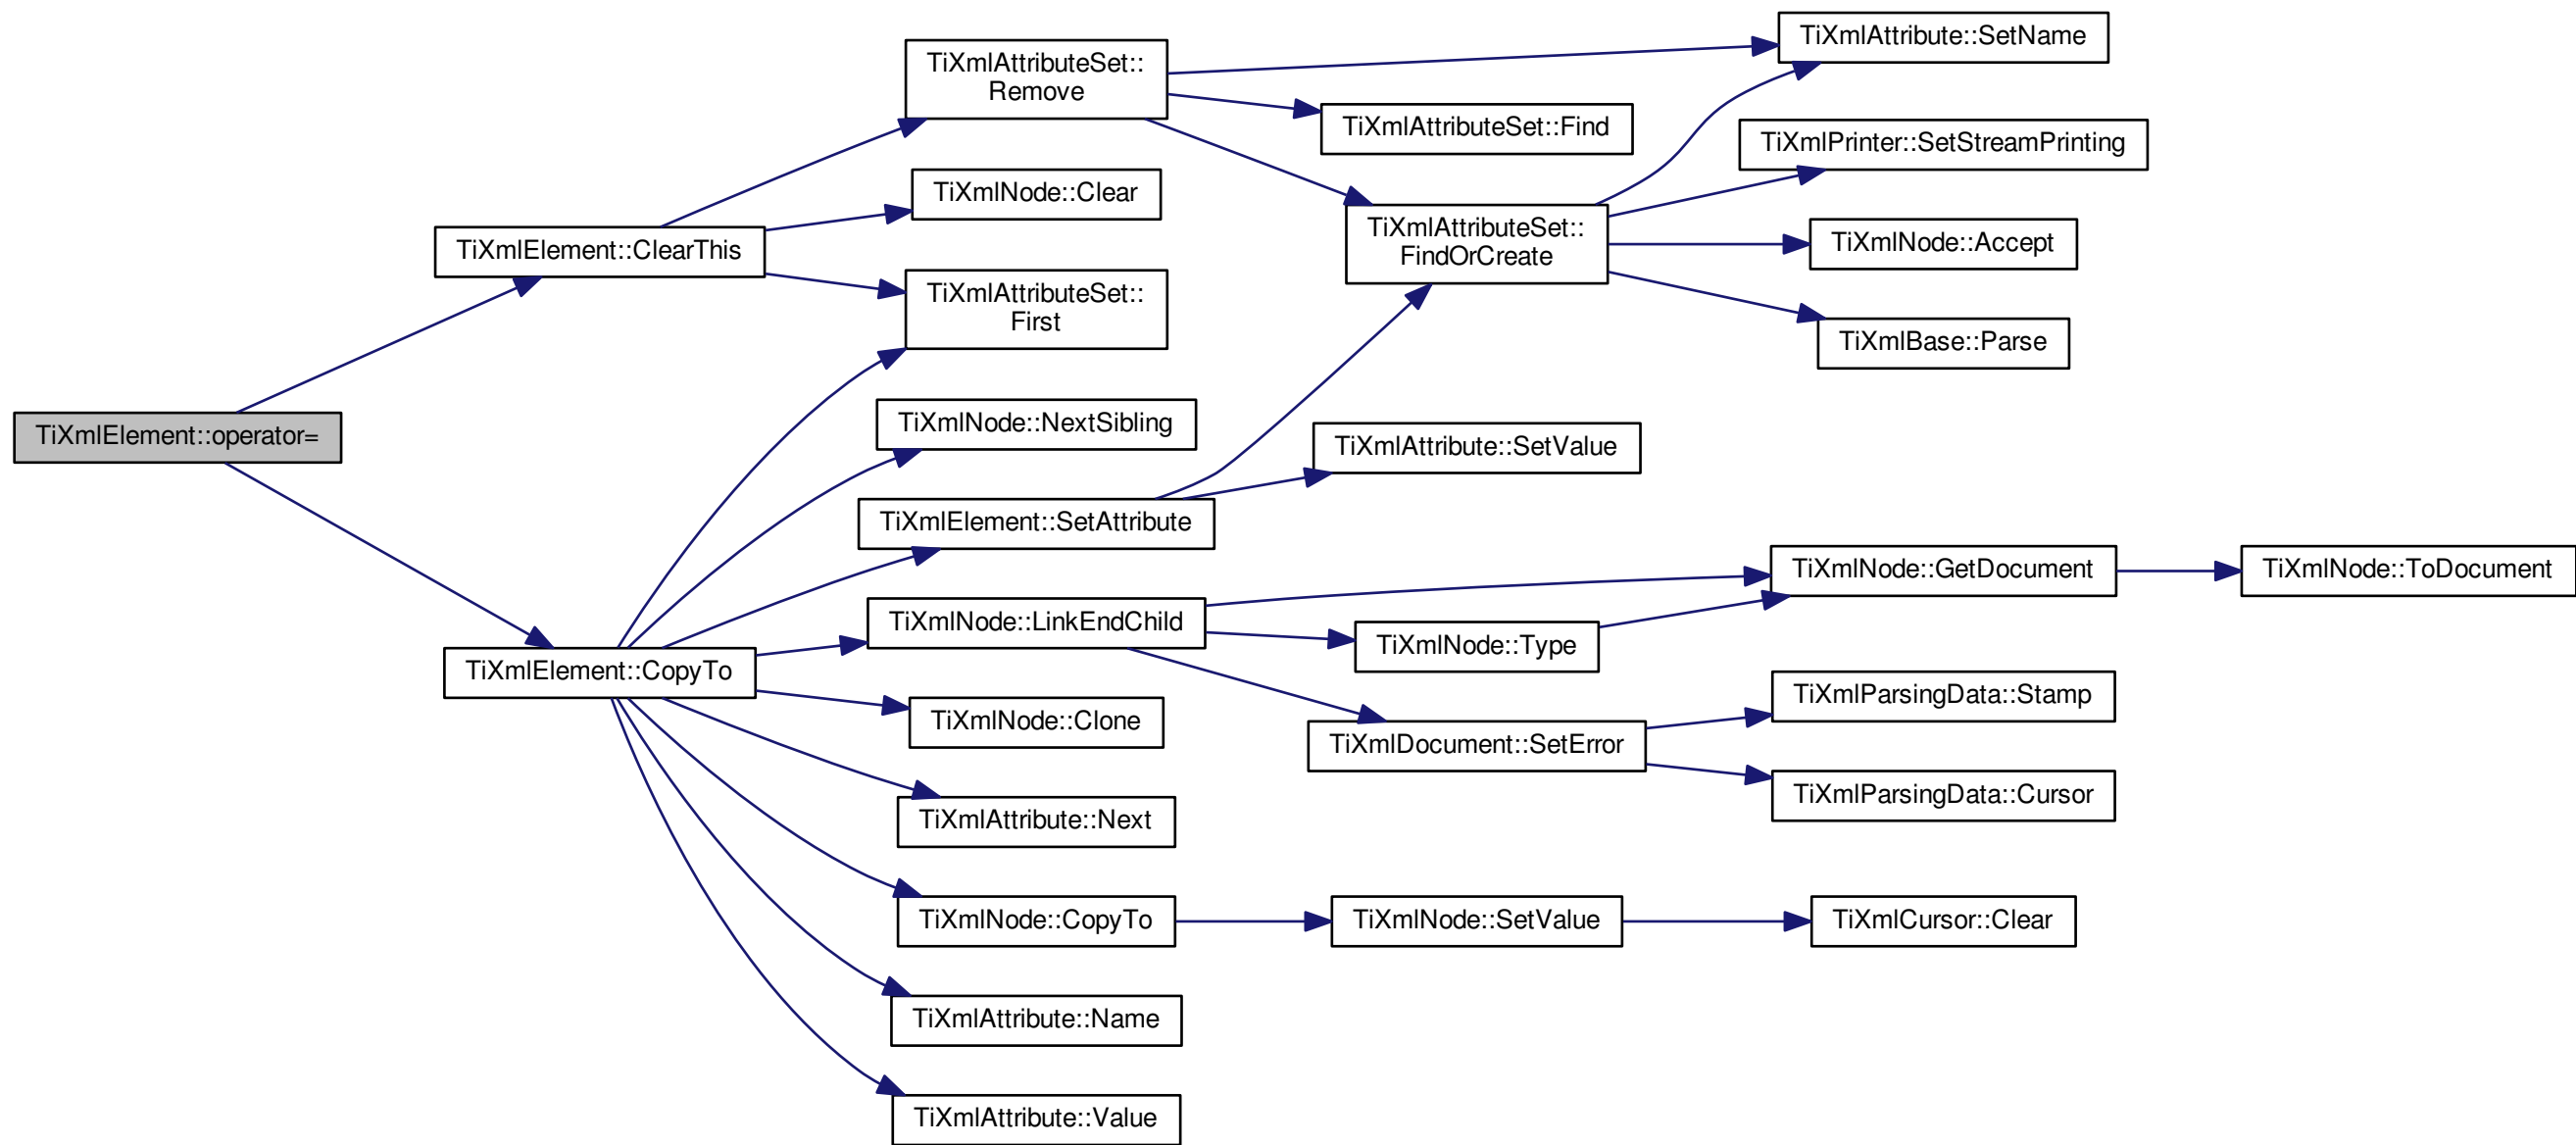 TiXmlElement::operator=
TiXmlElement::ClearThis
TiXmlElement::CopyTo
TiXmlAttributeSet::
Remove
TiXmlNode::Clear
TiXmlAttributeSet::
First
TiXmlNode::NextSibling
TiXmlElement::SetAttribute
TiXmlNode::LinkEndChild
TiXmlNode::Clone
TiXmlAttribute::Next
TiXmlNode::CopyTo
TiXmlAttribute::Name
TiXmlAttribute::Value
TiXmlAttributeSet::Find
TiXmlAttributeSet::
FindOrCreate
TiXmlAttribute::SetValue
TiXmlNode::Type
TiXmlDocument::SetError
TiXmlNode::SetValue
TiXmlAttribute::SetName
TiXmlPrinter::SetStreamPrinting
TiXmlNode::Accept
TiXmlBase::Parse
TiXmlNode::GetDocument
TiXmlParsingData::Stamp
TiXmlParsingData::Cursor
TiXmlCursor::Clear
TiXmlNode::ToDocument